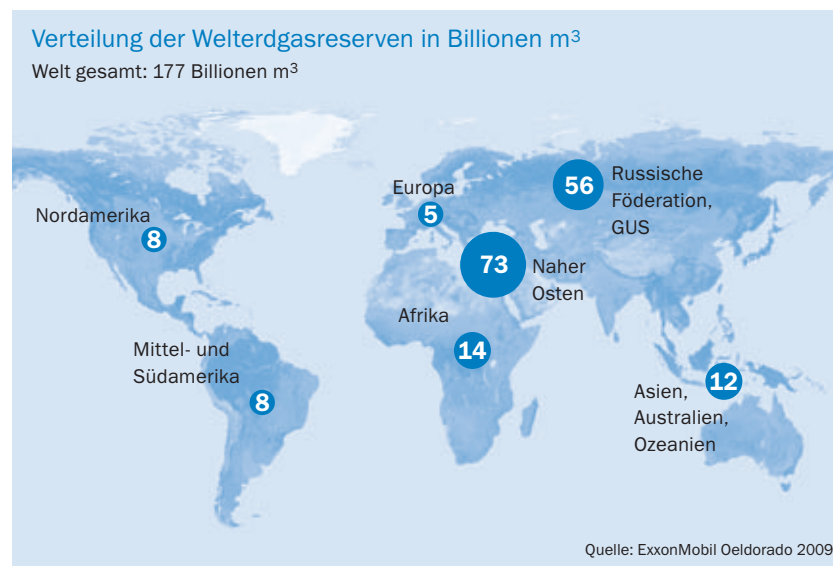 Verteilung der Welterdgasreserven in Billionen m³
Welt gesamt: 177 Billionen m³
Nordamerika
8
Europa
5
56
Russische
Föderation,
GUS
73
Naher
Osten
Afrika
14
Mittel- und
Südamerika
8
12
Asien,
Australien,
Ozeanien
Quelle: ExxonMobil Oeldorado 2009